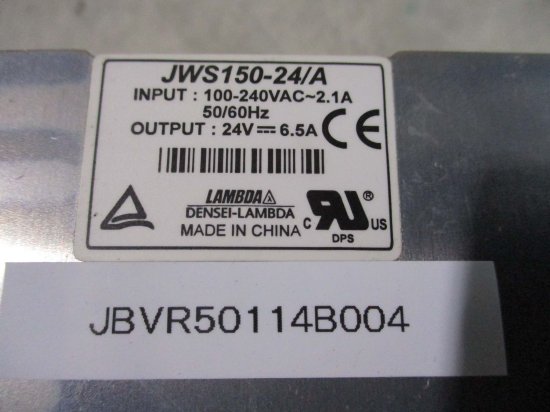 JWS150-24/A
INPUT : 100-240VAC~2.1A
50/60Hz
OUTPUT : 24V⎓6.5A
CE
LAMBDA
DENSEI-LAMBDA
MADE IN CHINA
c RU ® US
DPS
JBVR50114B004